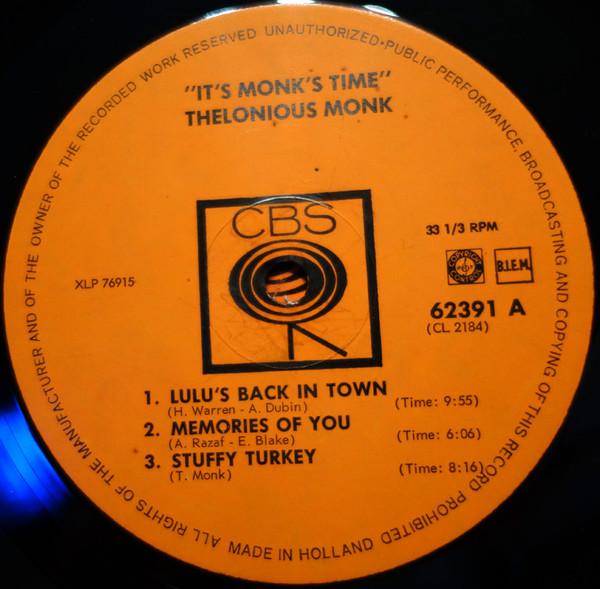 ALL RIGHTS OF THE MANUFACTURER AND OF THE OWNER OF THE RECORDED WORK RESERVED UNAUTHORIZED·PUBLIC PERFORMANCE, BROADCASTING AND COPYING OF THIS RECORD PROHIBITED
"IT'S MONK'S TIME"
THELONIOUS MONK
CBS
33 1/3 RPM
COPYRIGHT CONTROL
B.I.E.M.
XLP 76915
62391 A
(CL 2184)
1. LULU'S BACK IN TOWN (Time: 9:55)
(H. Warren - A. Dubin)
2. MEMORIES OF YOU (Time: 6:06)
(A. Razaf - E. Blake)
3. STUFFY TURKEY (Time: 8:16)
(T. Monk)
MADE IN HOLLAND